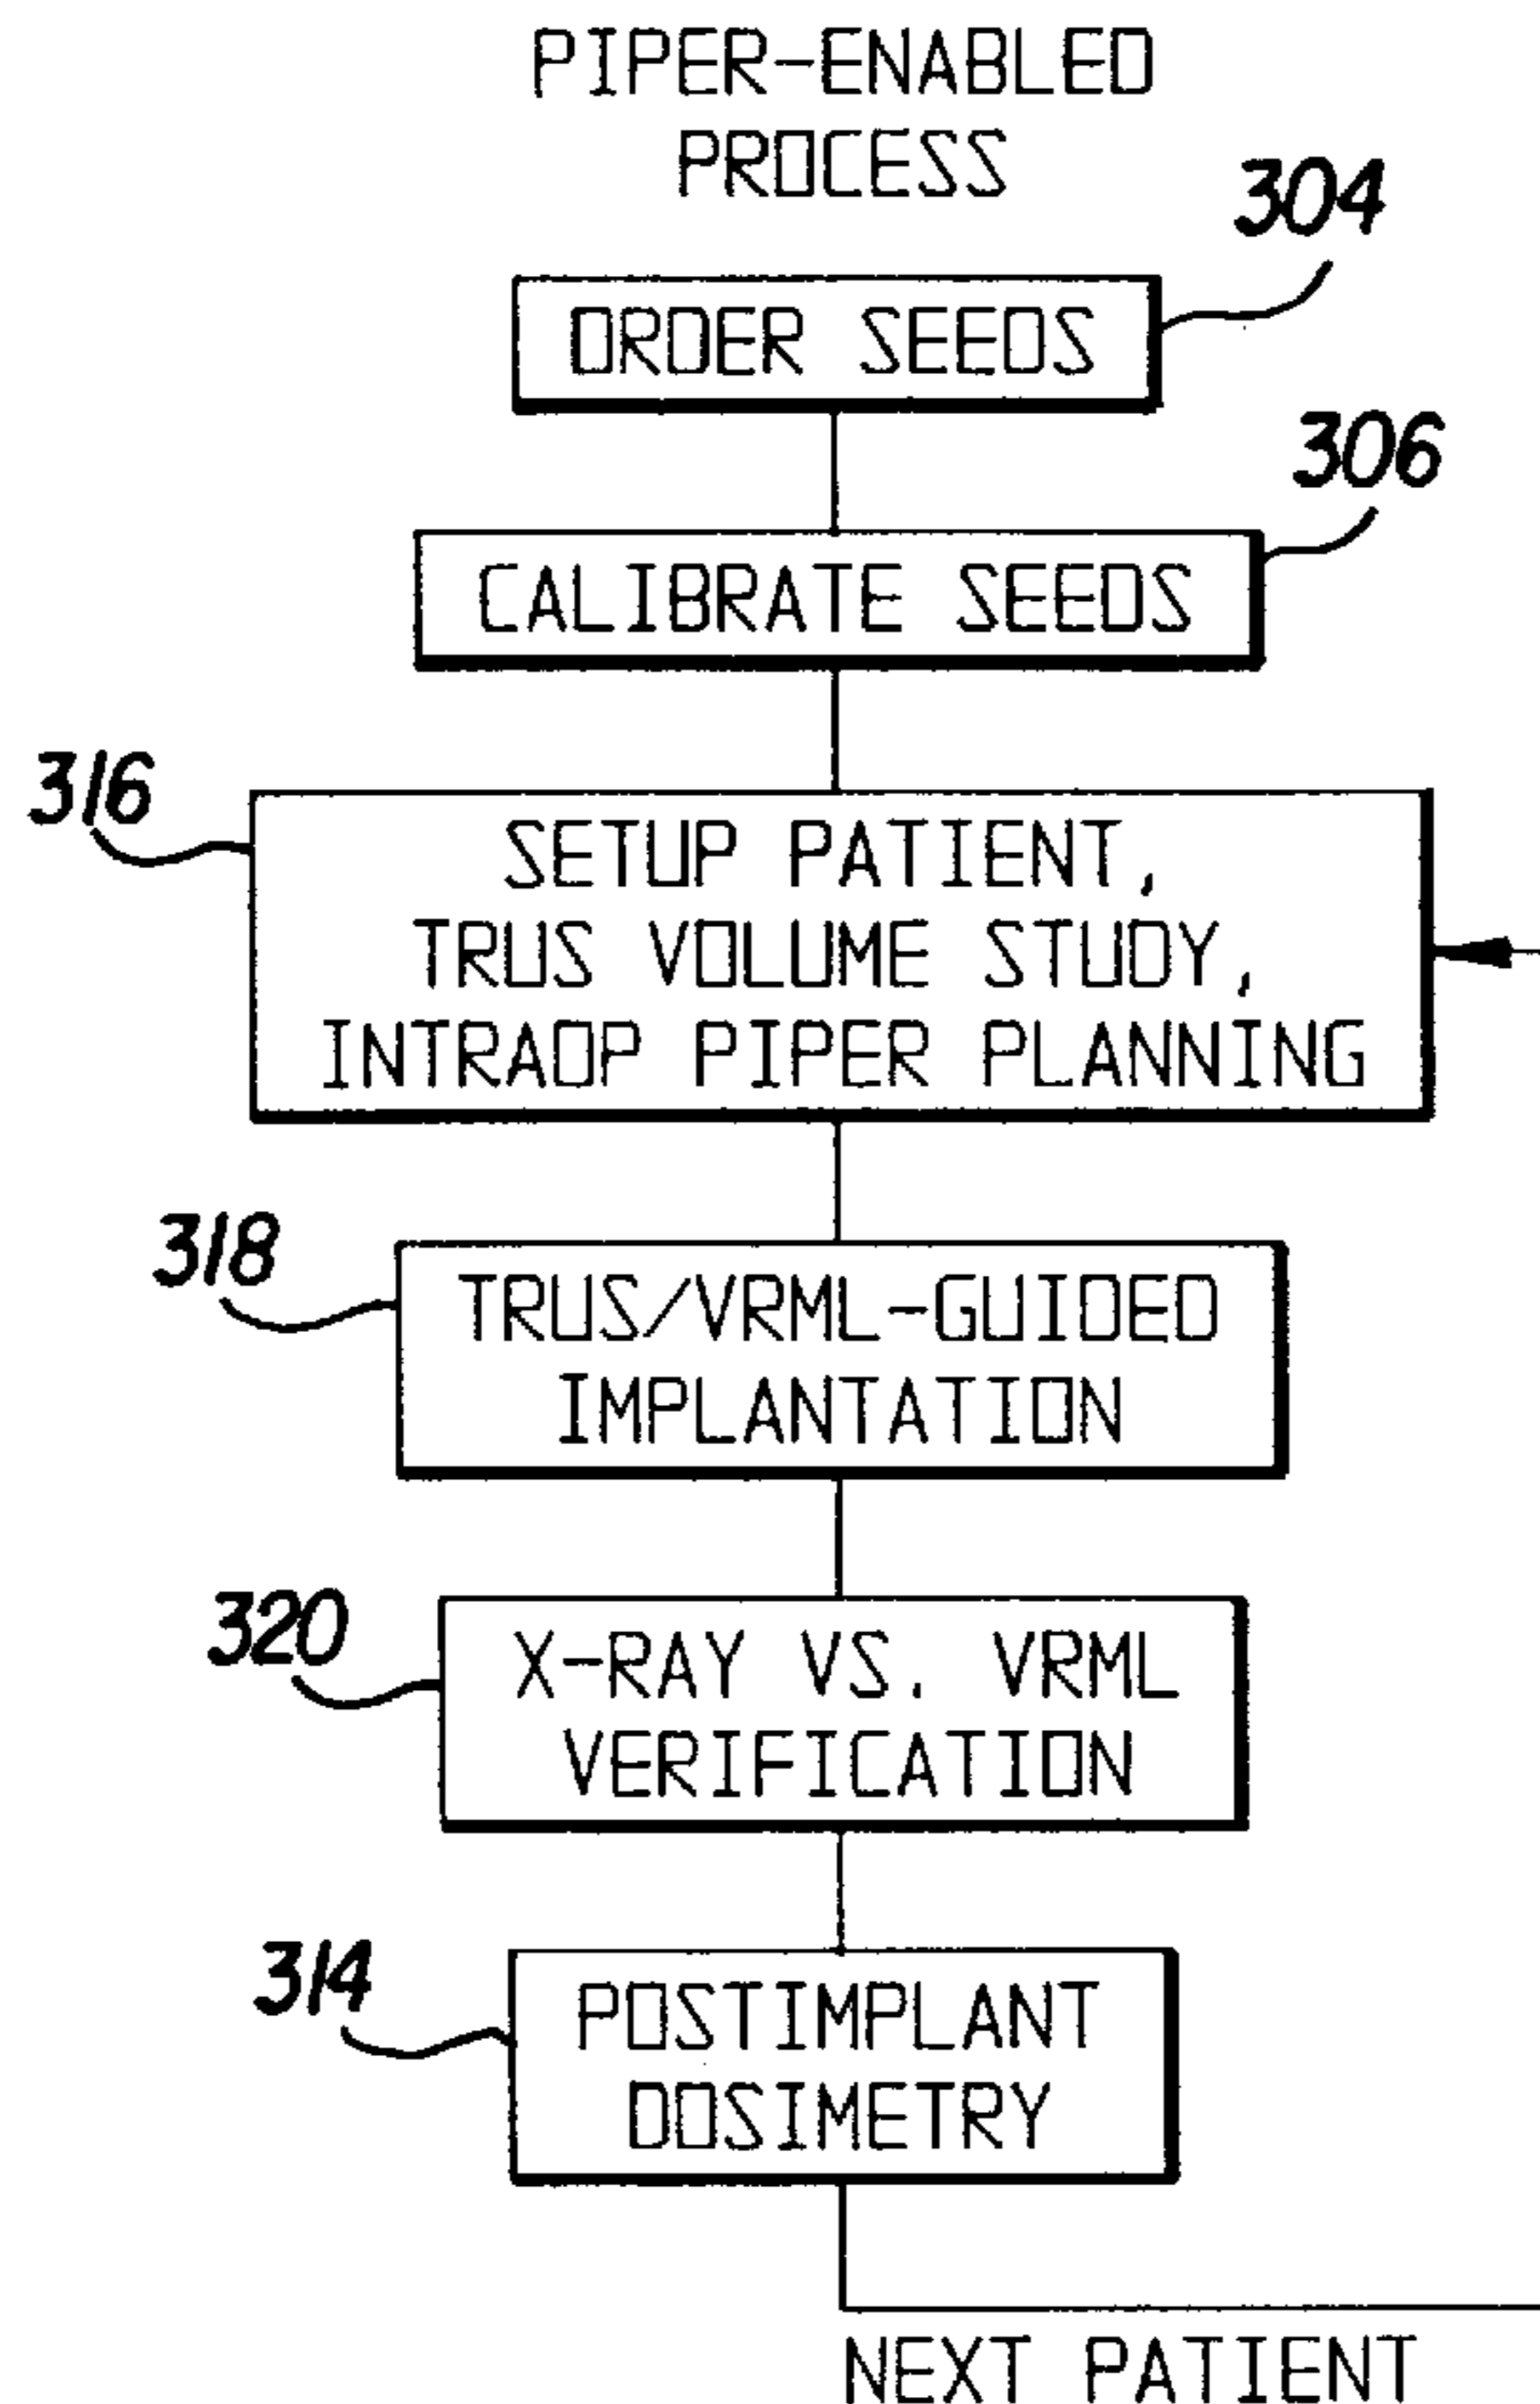 PIPER-ENABLED
PROCESS
304
ORDER SEEDS
306
CALIBRATE SEEDS
316
SETUP PATIENT,
TRUS VOLUME STUDY,
INTRAOP PIPER PLANNING
318
TRUS/VRML-GUIDED
IMPLANTATION
320
X-RAY VS. VRML
VERIFICATION
314
POSTIMPLANT
DOSIMETRY
NEXT PATIENT